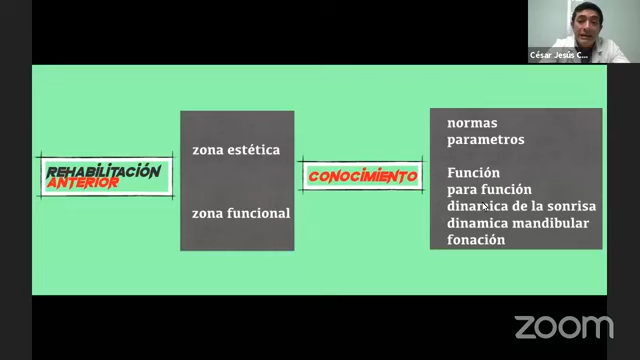 César Jesús C...
REHABILITACIÓN
ANTERIOR
zona estética
zona funcional
CONOCIMIENTO
normas
parametros
Función
para función
dinamica de la sonrisa
dinamica mandibular
fonación
zoom